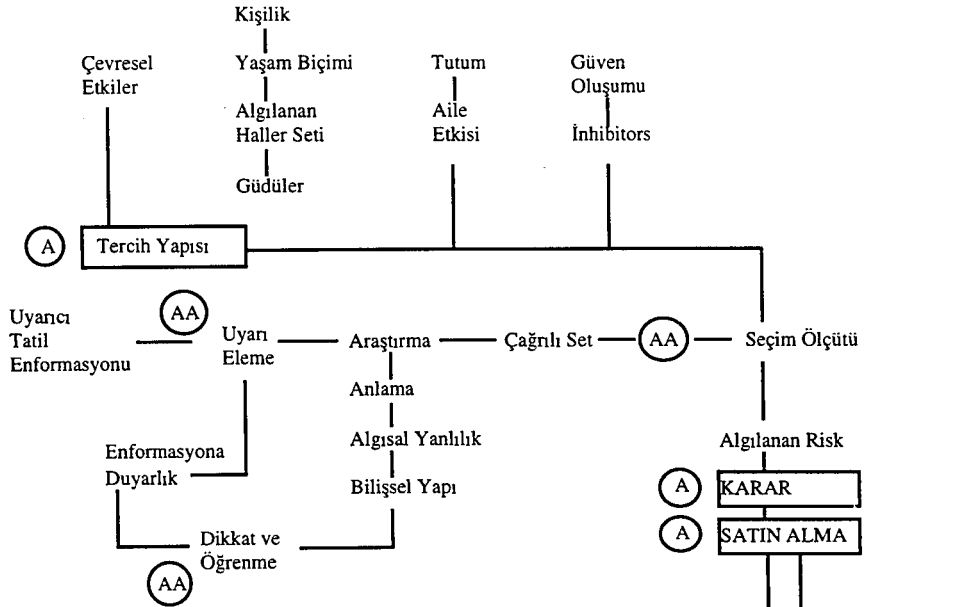 Kişilik
Çevresel
Etkiler
Yaşam Biçimi
Algılanan
Haller Seti
Güdüler
Tutum
Aile
Etkisi
Güven
Oluşumu
İnhibitors
A
Tercih Yapısı
Uyarıcı
Tatil
Enformasyonu
AA
Uyarı
Eleme
Araştırma
Çağrılı Set
AA
Seçim Ölçütü
Anlama
Algısal Yanlılık
Bilişsel Yapı
Enformasyona
Duyarlık
Dikkat ve
Öğrenme
AA
Algılanan Risk
A
KARAR
A
SATIN ALMA